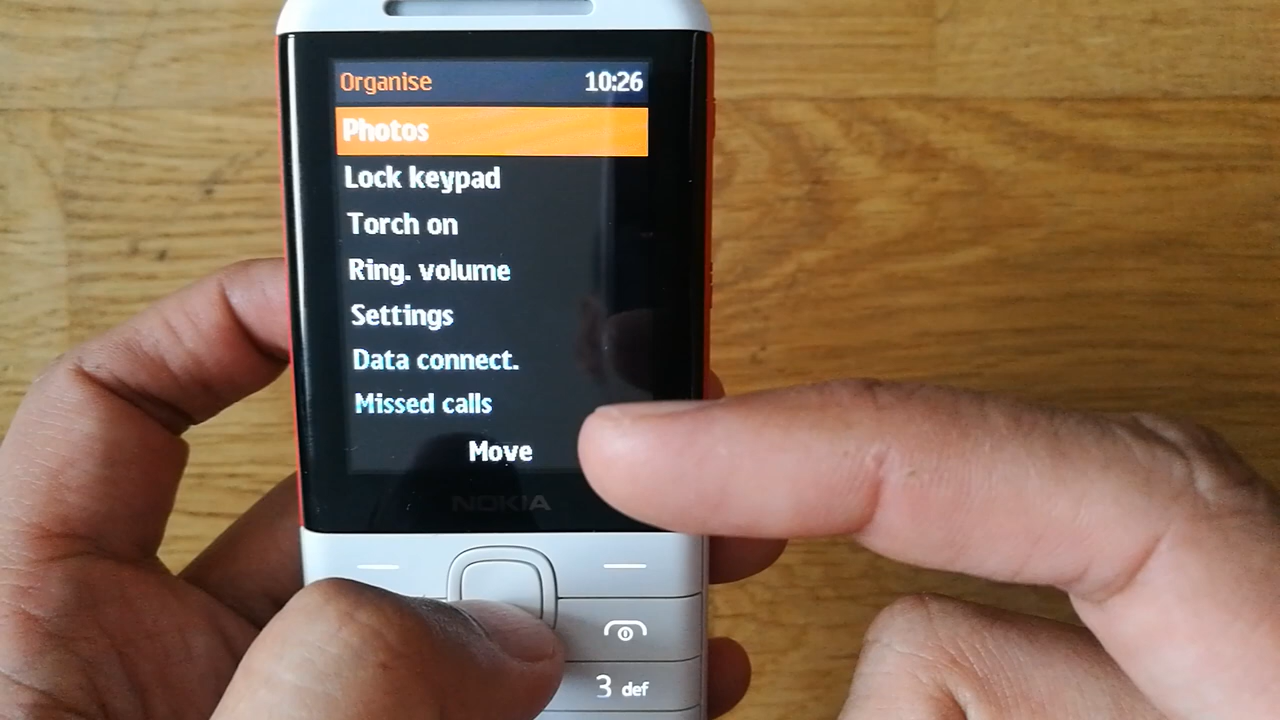 Organise 10:26
Photos
Lock keypad
Torch on
Ring. volume
Settings
Data connect.
Missed calls
Move
NOKIA
3 def